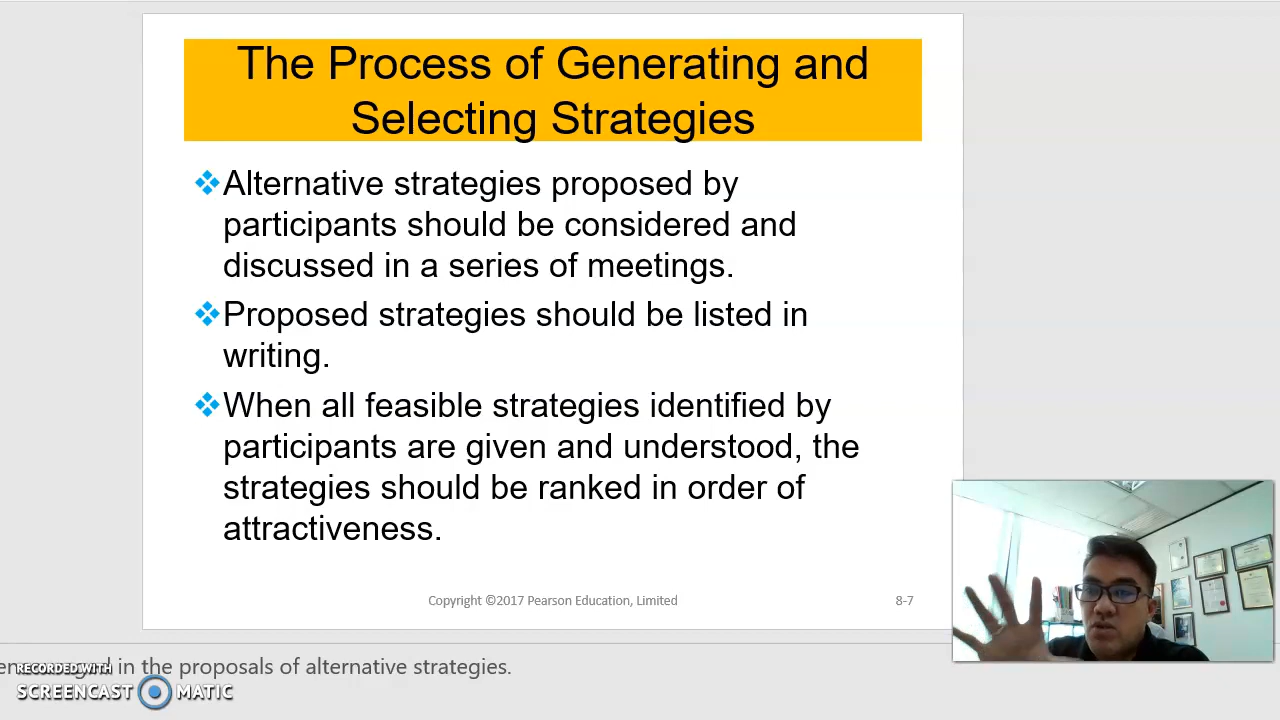 The Process of Generating and
Selecting Strategies
Alternative strategies proposed by
participants should be considered and
discussed in a series of meetings.
Proposed strategies should be listed in
writing.
When all feasible strategies identified by
participants are given and understood, the
strategies should be ranked in order of
attractiveness.
Copyright ©2017 Pearson Education, Limited
8-7
in the proposals of alternative strategies.
RECORDED WITH
SCREENCAST MATIC